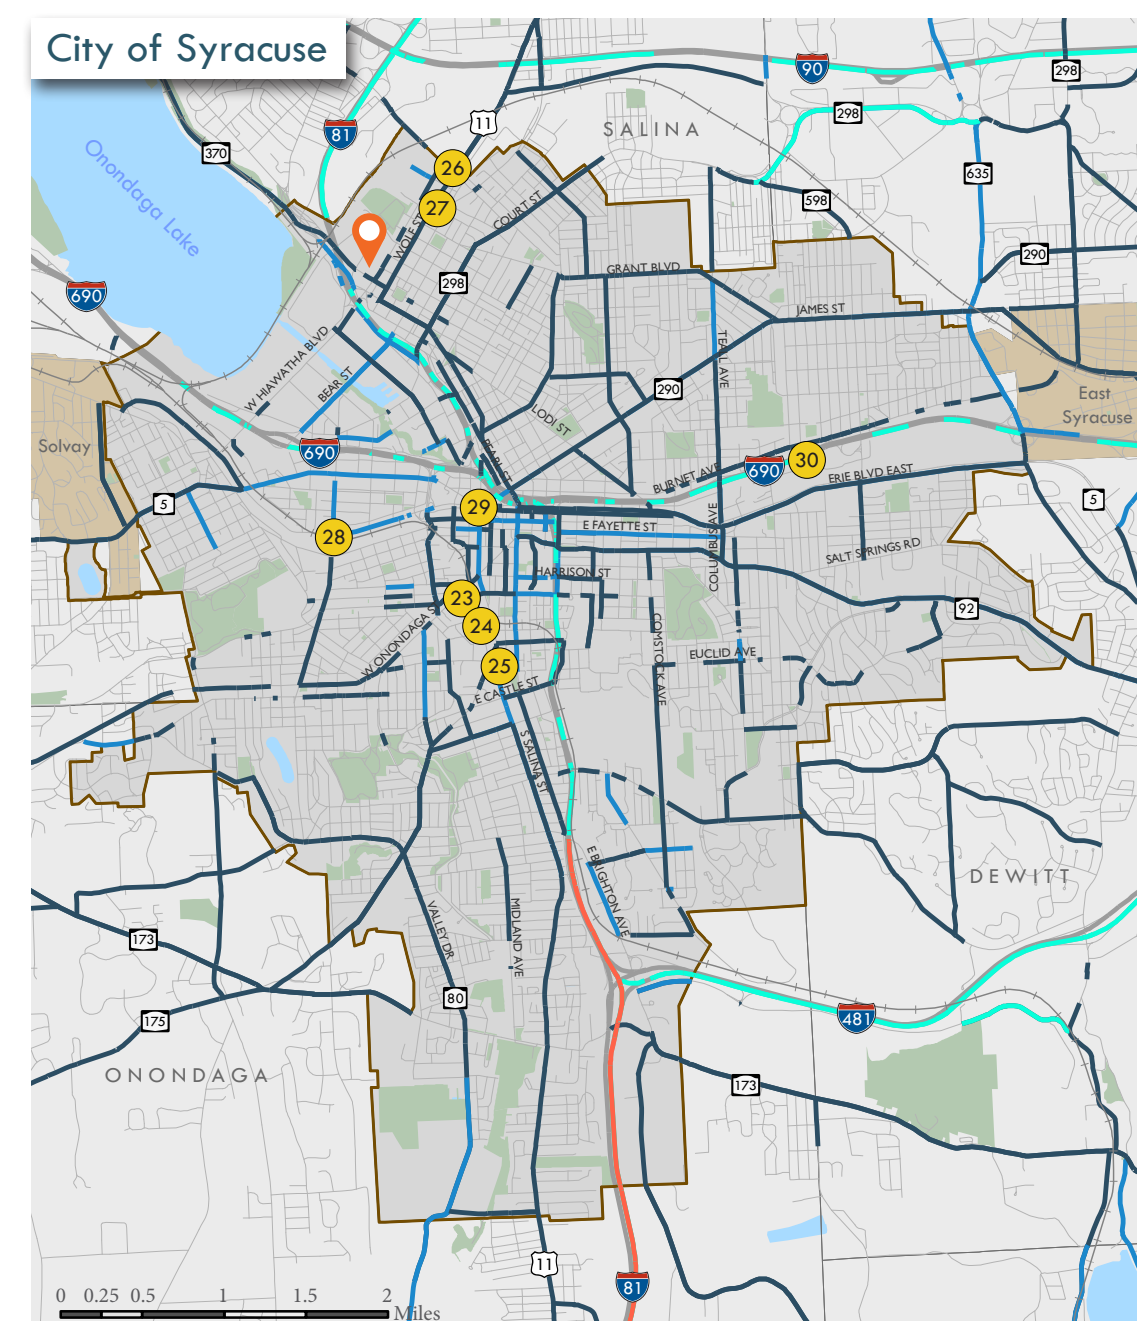 City of Syracuse
90
298
81
11
298
SALINA
370
26
635
Onondaga Lake
598
27
COURT ST
WOLF ST
290
298
GRANT BLVD
690
JAMES ST
W HIAWATHA BLVD
TEALL AVE
BEAR ST
290
East
Syracuse
LODI ST
Solvay
690
PEARL ST
30
690
BURNET AVE
ERIE BLVD EAST
5
5
29
E FAYETTE ST
28
COLUMBUS AVE
SALT SPRINGS RD
HARRISON ST
23
92
24
W ONONDAGA S
COMSTOCK AVE
EUCLID AVE
25
E CASTLE ST
S SALINA ST
E BRIGHTON AVE
DEWITT
MIDLAND AVE
VALLEY DR
173
80
175
481
ONONDAGA
173
11
81
0 0.25 0.5 1 1.5 2
Miles